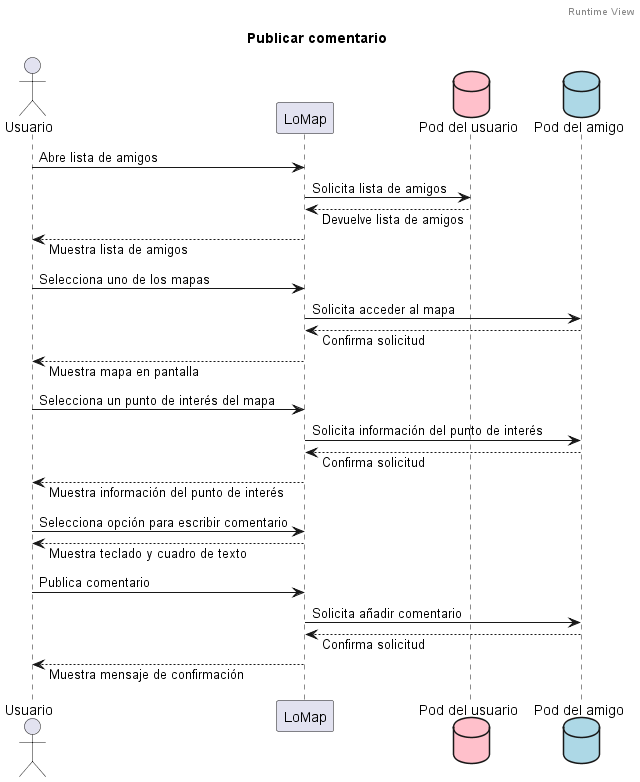 Runtime View
Publicar comentario
Usuario
LoMap
Pod del usuario
Pod del amigo
Abre lista de amigos
Solicita lista de amigos
Devuelve lista de amigos
Muestra lista de amigos
Selecciona uno de los mapas
Solicita acceder al mapa
Confirma solicitud
Muestra mapa en pantalla
Selecciona un punto de interés del mapa
Solicita información del punto de interés
Confirma solicitud
Muestra información del punto de interés
Selecciona opción para escribir comentario
Muestra teclado y cuadro de texto
Publica comentario
Solicita añadir comentario
Confirma solicitud
Muestra mensaje de confirmación
Usuario
LoMap
Pod del usuario
Pod del amigo